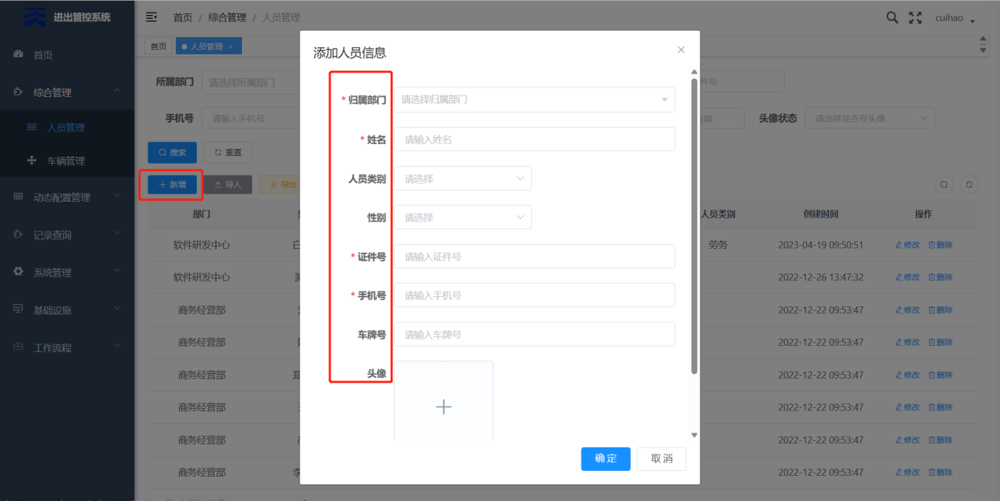 进出管控系统
首页 / 综合管理 / 人员管理
cuihao
首页
人员管理 ×
首页
综合管理
人员管理
车辆管理
动态配置管理
记录查询
系统管理
基础设施
工作流程
所属部门 请选择所属部门
件号
手机号 请输入手机号
日期
头像状态 请选择是否有头像
搜索 重置
新增 导入 导出
部门 人员类别 创建时间 操作
软件研发中心 劳务 2023-04-19 09:50:51 修改 删除
软件研发中心 2022-12-26 13:47:32 修改 删除
商务经营部 2022-12-22 09:53:47 修改 删除
商务经营部 2022-12-22 09:53:47 修改 删除
商务经营部 郑 2022-12-22 09:53:47 修改 删除
商务经营部 2022-12-22 09:53:47 修改 删除
商务经营部 2022-12-22 09:53:47 修改 删除
商务经营部 李 2022-12-22 09:53:47 修改 删除
添加人员信息
* 归属部门 请选择归属部门
* 姓名 请输入姓名
人员类别 请选择
性别 请选择
* 证件号 请输入证件号
* 手机号 请输入手机号
车牌号 请输入车牌号
头像
确定 取消